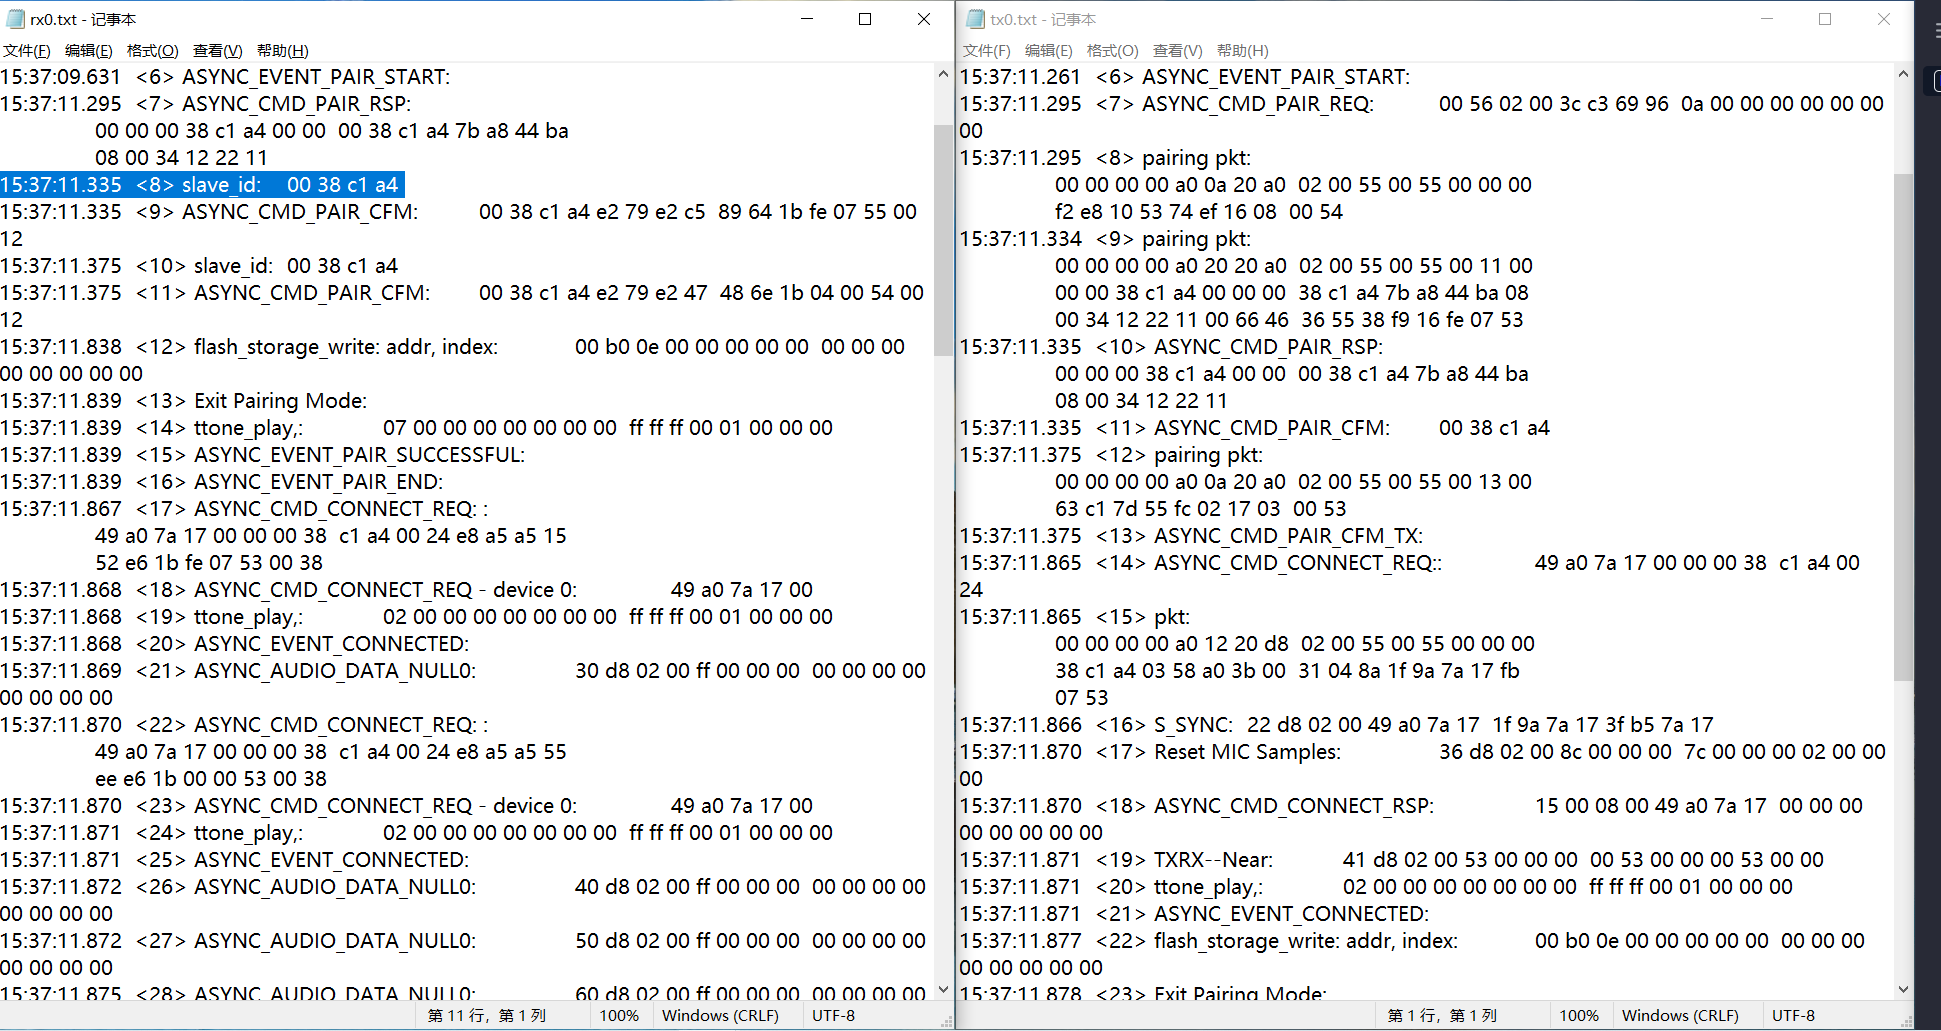 rx0.txt - 记事本
文件(F) 编辑(E) 格式(O) 查看(V) 帮助(H)
15:37:09.631 <6> ASYNC_EVENT_PAIR_START:
15:37:11.295 <7> ASYNC_CMD_PAIR_RSP:
00 00 00 38 c1 a4 00 00 00 38 c1 a4 7b a8 44 ba
08 00 34 12 22 11
15:37:11.335 <8> slave_id: 00 38 c1 a4
15:37:11.335 <9> ASYNC_CMD_PAIR_CFM: 00 38 c1 a4 e2 79 e2 c5 89 64 1b fe 07 55 00
12
15:37:11.375 <10> slave_id: 00 38 c1 a4
15:37:11.375 <11> ASYNC_CMD_PAIR_CFM: 00 38 c1 a4 e2 79 e2 47 48 6e 1b 04 00 54 00
12
15:37:11.838 <12> flash_storage_write: addr, index: 00 b0 0e 00 00 00 00 00 00 00 00
00 00 00 00 00
15:37:11.839 <13> Exit Pairing Mode:
15:37:11.839 <14> ttone_play,: 07 00 00 00 00 00 00 00 ff ff ff 00 01 00 00 00
15:37:11.839 <15> ASYNC_EVENT_PAIR_SUCCESSFUL:
15:37:11.839 <16> ASYNC_EVENT_PAIR_END:
15:37:11.867 <17> ASYNC_CMD_CONNECT_REQ: :
49 a0 7a 17 00 00 00 38 c1 a4 00 24 e8 a5 a5 15
52 e6 1b fe 07 53 00 38
15:37:11.868 <18> ASYNC_CMD_CONNECT_REQ - device 0: 49 a0 7a 17 00
15:37:11.868 <19> ttone_play,: 02 00 00 00 00 00 00 00 ff ff ff 00 01 00 00 00
15:37:11.868 <20> ASYNC_EVENT_CONNECTED:
15:37:11.869 <21> ASYNC_AUDIO_DATA_NULL0: 30 d8 02 00 ff 00 00 00 00 00 00 00
00 00 00 00
15:37:11.870 <22> ASYNC_CMD_CONNECT_REQ: :
49 a0 7a 17 00 00 00 38 c1 a4 00 24 e8 a5 a5 55
ee e6 1b 00 00 53 00 38
15:37:11.870 <23> ASYNC_CMD_CONNECT_REQ - device 0: 49 a0 7a 17 00
15:37:11.871 <24> ttone_play,: 02 00 00 00 00 00 00 00 ff ff ff 00 01 00 00 00
15:37:11.871 <25> ASYNC_EVENT_CONNECTED:
15:37:11.872 <26> ASYNC_AUDIO_DATA_NULL0: 40 d8 02 00 ff 00 00 00 00 00 00 00
00 00 00 00
15:37:11.872 <27> ASYNC_AUDIO_DATA_NULL0: 50 d8 02 00 ff 00 00 00 00 00 00 00
00 00 00 00
15:37:11.875 <28> ASYNC_AUDIO_DATA_NULL0: 60 d8 02 00 ff 00 00 00 00 00 00 00
第 11 行，第 1 列 100% Windows (CRLF) UTF-8
tx0.txt - 记事本
文件(F) 编辑(E) 格式(O) 查看(V) 帮助(H)
15:37:11.261 <6> ASYNC_EVENT_PAIR_START:
15:37:11.295 <7> ASYNC_CMD_PAIR_REQ: 00 56 02 00 3c c3 69 96 0a 00 00 00 00 00 00
00
15:37:11.295 <8> pairing pkt:
00 00 00 00 a0 0a 20 a0 02 00 55 00 55 00 00 00
f2 e8 10 53 74 ef 16 08 00 54
15:37:11.334 <9> pairing pkt:
00 00 00 00 a0 20 20 a0 02 00 55 00 55 00 11 00
00 00 38 c1 a4 00 00 00 38 c1 a4 7b a8 44 ba 08
00 34 12 22 11 00 66 46 36 55 38 f9 16 fe 07 53
15:37:11.335 <10> ASYNC_CMD_PAIR_RSP:
00 00 00 38 c1 a4 00 00 00 38 c1 a4 7b a8 44 ba
08 00 34 12 22 11
15:37:11.335 <11> ASYNC_CMD_PAIR_CFM: 00 38 c1 a4
15:37:11.375 <12> pairing pkt:
00 00 00 00 a0 0a 20 a0 02 00 55 00 55 00 13 00
63 c1 7d 55 fc 02 17 03 00 53
15:37:11.375 <13> ASYNC_CMD_PAIR_CFM_TX:
15:37:11.865 <14> ASYNC_CMD_CONNECT_REQ:: 49 a0 7a 17 00 00 00 38 c1 a4 00
24
15:37:11.865 <15> pkt:
00 00 00 00 a0 12 20 d8 02 00 55 00 55 00 00 00
38 c1 a4 03 58 a0 3b 00 31 04 8a 1f 9a 7a 17 fb
07 53
15:37:11.866 <16> S_SYNC: 22 d8 02 00 49 a0 7a 17 1f 9a 7a 17 3f b5 7a 17
15:37:11.870 <17> Reset MIC Samples: 36 d8 02 00 8c 00 00 00 7c 00 00 00 02 00 00
00
15:37:11.870 <18> ASYNC_CMD_CONNECT_RSP: 15 00 08 00 49 a0 7a 17 00 00 00
00 00 00 00 00
15:37:11.871 <19> TXRX--Near: 41 d8 02 00 53 00 00 00 00 53 00 00 00 53 00 00
15:37:11.871 <20> ttone_play,: 02 00 00 00 00 00 00 00 ff ff ff 00 01 00 00 00
15:37:11.871 <21> ASYNC_EVENT_CONNECTED:
15:37:11.877 <22> flash_storage_write: addr, index: 00 b0 0e 00 00 00 00 00 00 00 00
00 00 00 00 00
15:37:11.878 <23> Exit Pairing Mode:
第 1 行，第 1 列 100% Windows (CRLF) UTF-8